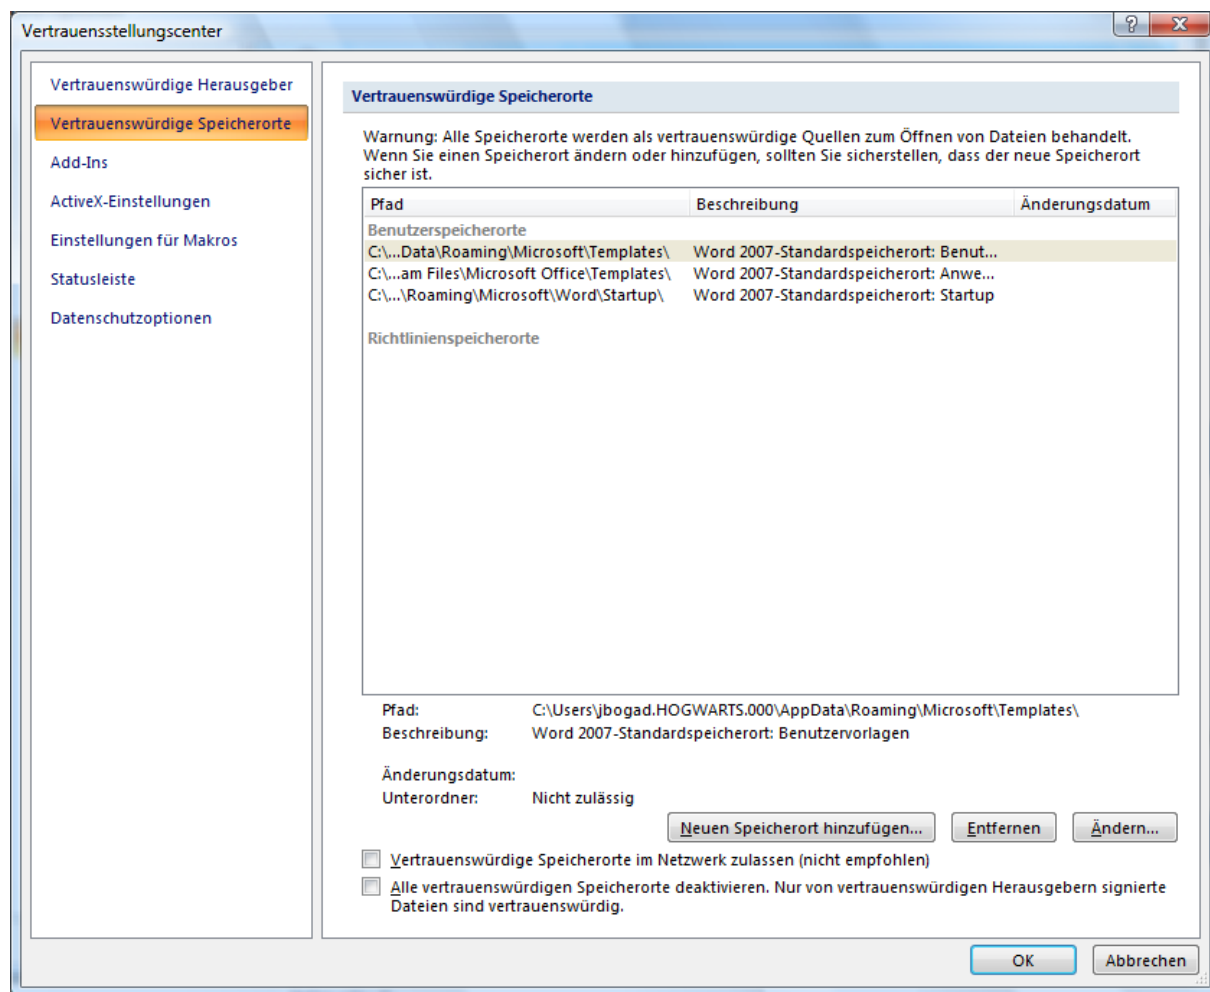 Vertrauensstellungscenter
Vertrauenswürdige Herausgeber
Vertrauenswürdige Speicherorte
Add-Ins
ActiveX-Einstellungen
Einstellungen für Makros
Statusleiste
Datenschutzoptionen
Vertrauenswürdige Speicherorte
Warnung: Alle Speicherorte werden als vertrauenswürdige Quellen zum Öffnen von Dateien behandelt.
Wenn Sie einen Speicherort ändern oder hinzufügen, sollten Sie sicherstellen, dass der neue Speicherort
sicher ist.
Pfad Beschreibung Änderungsdatum
Benutzerspeicherorte
C:\...Data\Roaming\Microsoft\Templates\ Word 2007-Standardspeicherort: Benut...
C:\...am Files\Microsoft Office\Templates\ Word 2007-Standardspeicherort: Anwe...
C:\...\Roaming\Microsoft\Word\Startup\ Word 2007-Standardspeicherort: Startup
Richtlinienspeicherorte
Pfad: C:\Users\jbogad.HOGWARTS.000\AppData\Roaming\Microsoft\Templates\
Beschreibung: Word 2007-Standardspeicherort: Benutzervorlagen
Änderungsdatum:
Unterordner: Nicht zulässig
Neuen Speicherort hinzufügen... Entfernen Ändern...
Vertrauenswürdige Speicherorte im Netzwerk zulassen (nicht empfohlen)
Alle vertrauenswürdigen Speicherorte deaktivieren. Nur von vertrauenswürdigen Herausgebern signierte
Dateien sind vertrauenswürdig.
OK Abbrechen